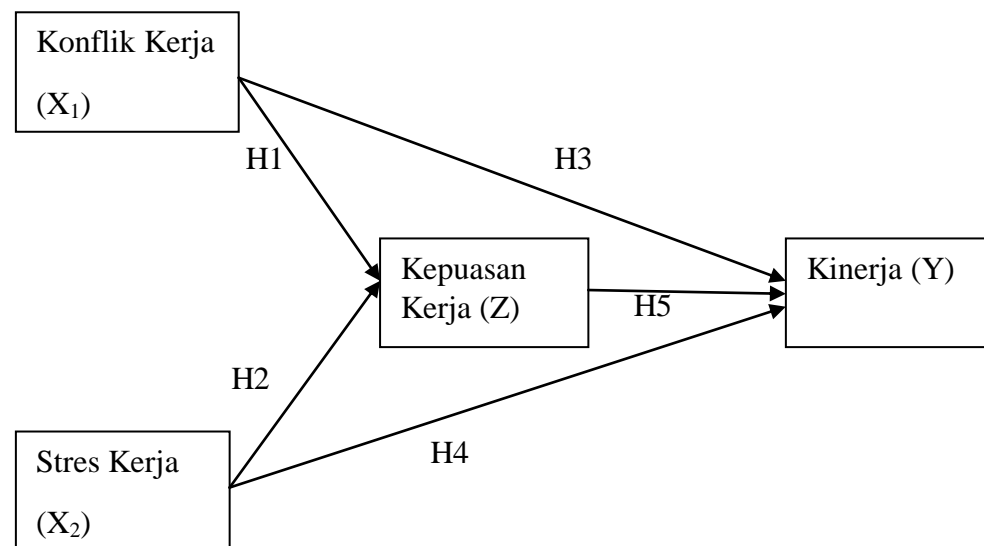 Konflik Kerja
(X₁)
H1
H3
Kepuasan
Kerja (Z)
Kinerja (Y)
H5
H2
H4
Stres Kerja
(X₂)